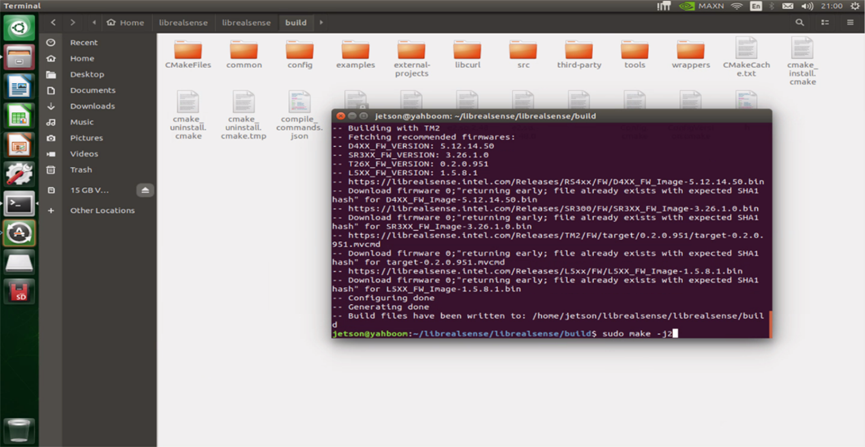 Terminal
MAXN
En
21:00
Home
librealsense
librealsense
build
Recent
Home
Desktop
Documents
Downloads
Music
Pictures
Videos
Trash
15 GB V...
Other Locations
SD
CMakeFiles
common
config
examples
external-
projects
libcurl
src
third-party
tools
wrappers
CMakeCach
e.txt
cmake_
install.
cmake
cmake_
uninstall.
cmake
cmake_
uninstall.
cmake.tmp
compile_
commands.
json
jetson@yahboom: ~/librealsense/librealsense/build
-- Building with TM2
-- Fetching recommended firmwares:
-- D4XX_FW_VERSION: 5.12.14.50
-- SR3XX_FW_VERSION: 3.26.1.0
-- T26X_FW_VERSION: 0.2.0.951
-- L5XX_FW_VERSION: 1.5.8.1
-- https://librealsense.intel.com/Releases/RS4xx/FW/D4XX_FW_Image-5.12.14.50.bin
-- Download firmware 0;"returning early; file already exists with expected SHA1
hash" for D4XX_FW_Image-5.12.14.50.bin
-- https://librealsense.intel.com/Releases/SR300/FW/SR3XX_FW_Image-3.26.1.0.bin
-- Download firmware 0;"returning early; file already exists with expected SHA1
hash" for SR3XX_FW_Image-3.26.1.0.bin
-- https://librealsense.intel.com/Releases/TM2/FW/target/0.2.0.951/target-0.2.0.
951.mvcmd
-- Download firmware 0;"returning early; file already exists with expected SHA1
hash" for target-0.2.0.951.mvcmd
-- https://librealsense.intel.com/Releases/L5xx/FW/L5XX_FW_Image-1.5.8.1.bin
-- Download firmware 0;"returning early; file already exists with expected SHA1
hash" for L5XX_FW_Image-1.5.8.1.bin
-- Configuring done
-- Generating done
-- Build files have been written to: /home/jetson/librealsense/librealsense/buil
d
jetson@yahboom:~/librealsense/librealsense/build$ sudo make -j2